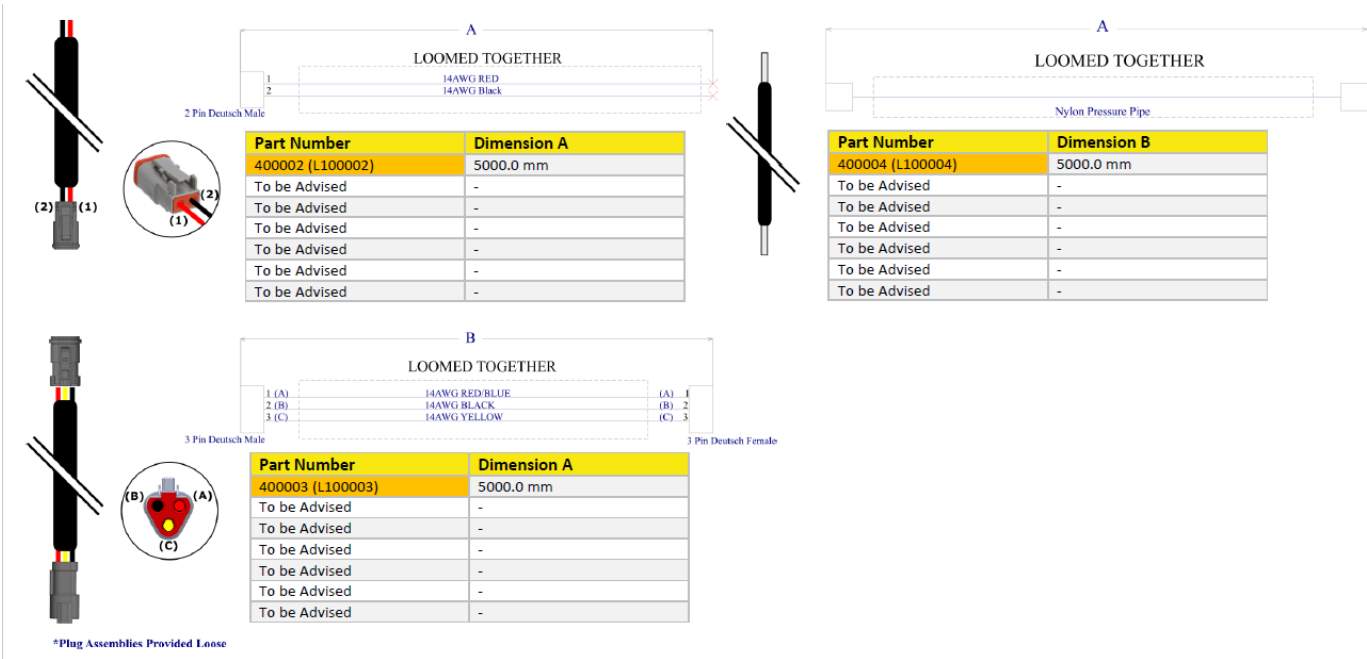 A
LOOMED TOGETHER
1 14AWG RED
2 14AWG Black
2 Pin Deutsch Male
(2) (1)
(2)
(1)
Part Number Dimension A
400002 (L100002) 5000.0 mm
To be Advised -
To be Advised -
To be Advised -
To be Advised -
To be Advised -
To be Advised -
A
LOOMED TOGETHER
Nylon Pressure Pipe
Part Number Dimension B
400004 (L100004) 5000.0 mm
To be Advised -
To be Advised -
To be Advised -
To be Advised -
To be Advised -
To be Advised -
B
LOOMED TOGETHER
1 (A) 14AWG RED/BLUE (A) 1
2 (B) 14AWG BLACK (B) 2
3 (C) 14AWG YELLOW (C) 3
3 Pin Deutsch Male 3 Pin Deutsch Female
(B) (A)
(C)
Part Number Dimension A
400003 (L100003) 5000.0 mm
To be Advised -
To be Advised -
To be Advised -
To be Advised -
To be Advised -
To be Advised -
*Plug Assemblies Provided Loose